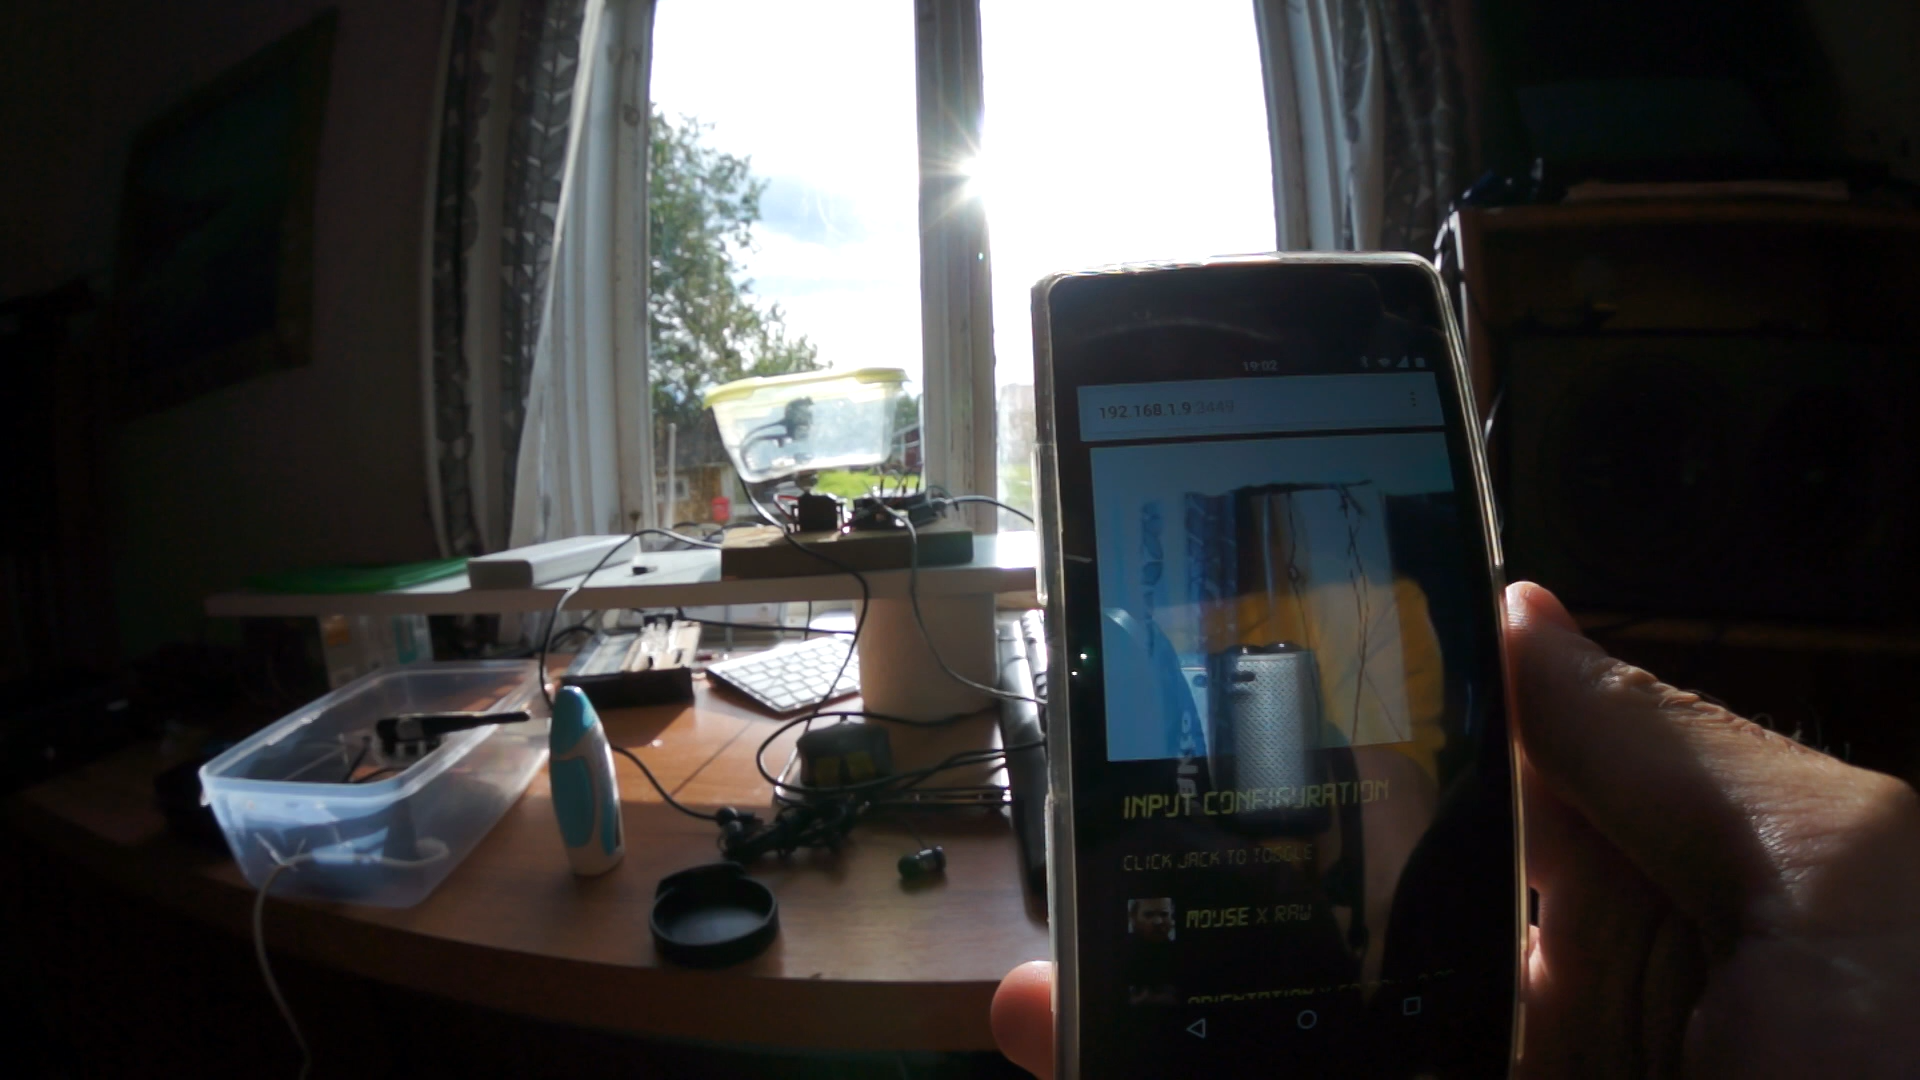 19:02
192.168.1.9:3449
INPUT CONFIGURATION
CLICK JACK TO TOGGLE
MOUSE X RAW